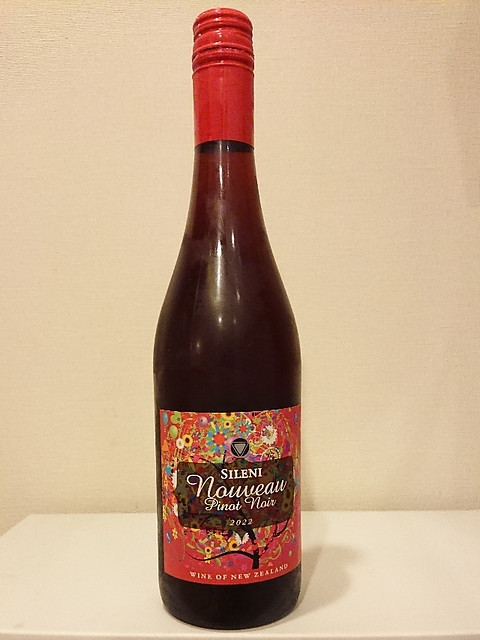 SILENI
Nouveau
Pinot Noir
2022
WINE OF NEW ZEALAND